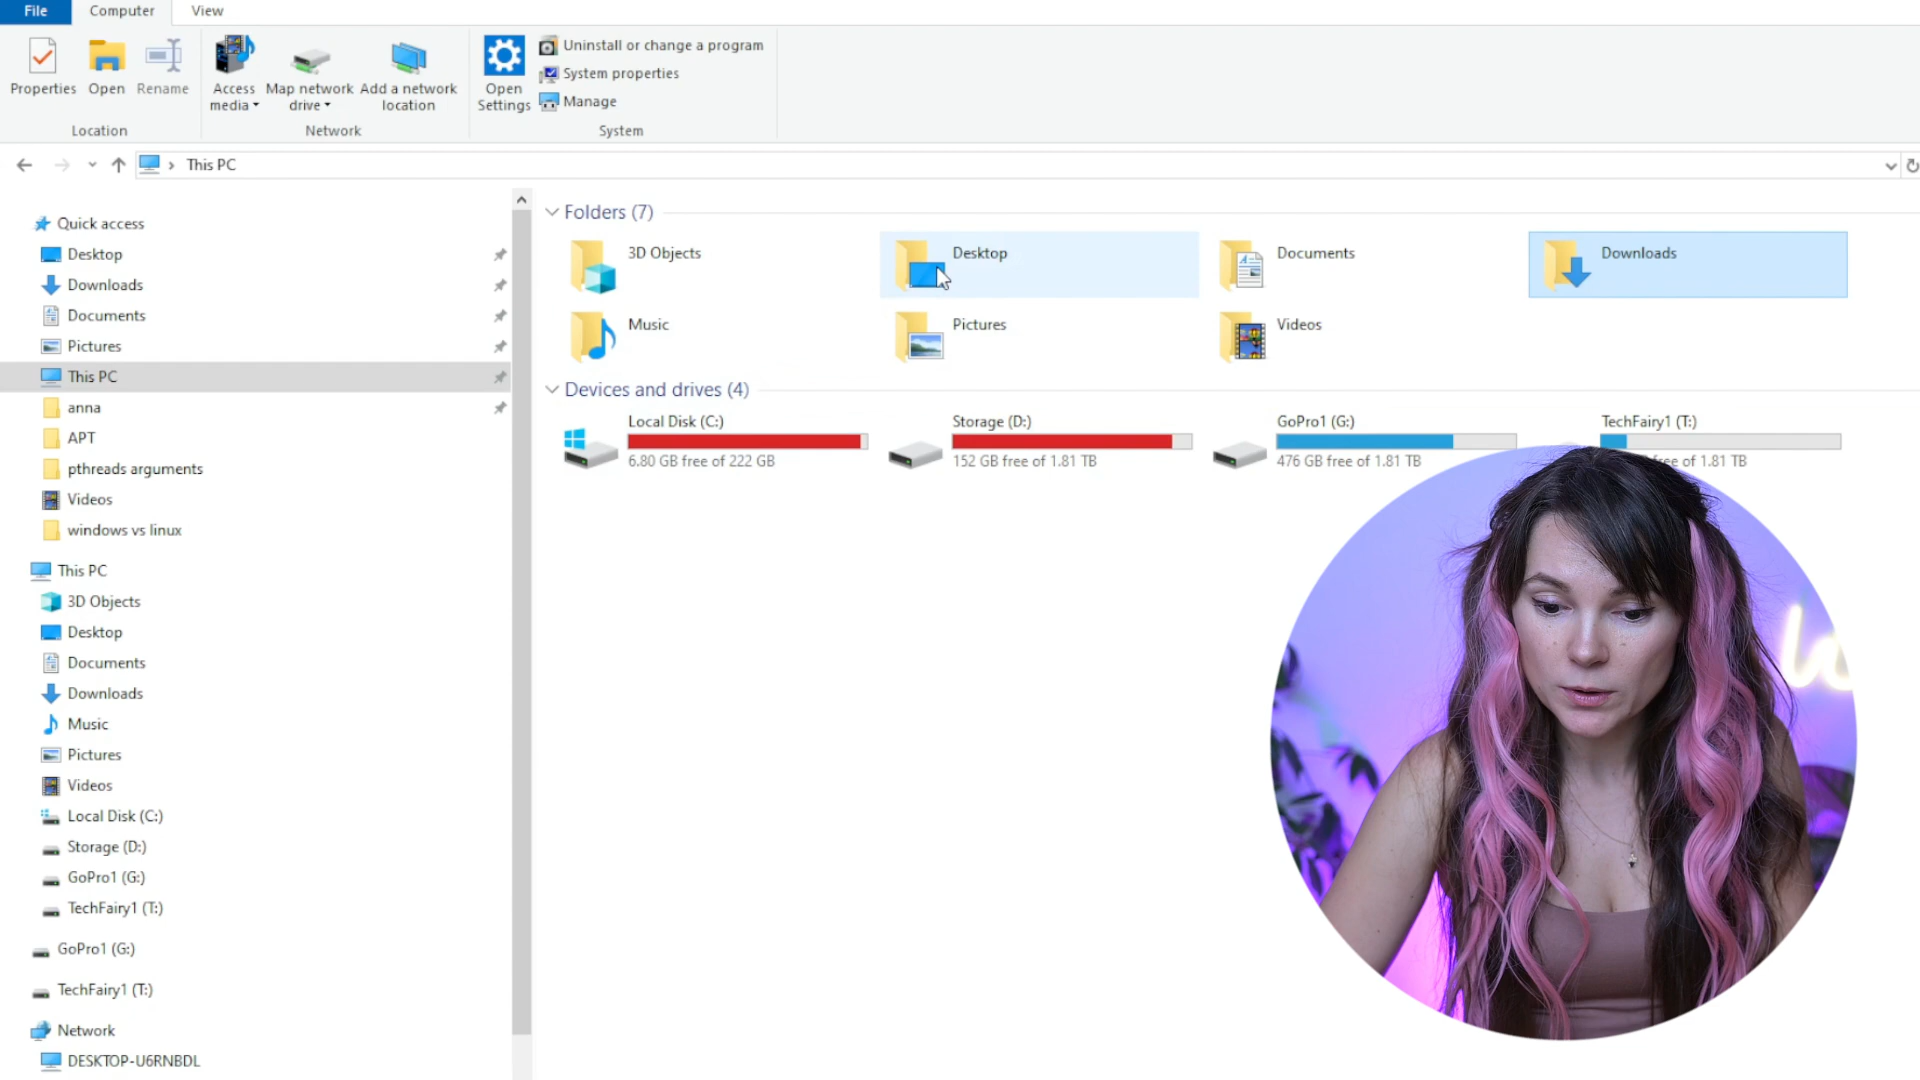 File Computer View
Properties Open Rename Access media Map network drive Add a network location Open Settings
Uninstall or change a program
System properties
Manage
Location Network System
This PC
Quick access
Desktop
Downloads
Documents
Pictures
This PC
anna
APT
pthreads arguments
Videos
windows vs linux
This PC
3D Objects
Desktop
Documents
Downloads
Music
Pictures
Videos
Local Disk (C:)
Storage (D:)
GoPro1 (G:)
TechFairy1 (T:)
GoPro1 (G:)
TechFairy1 (T:)
Network
DESKTOP-U6RNBDL
Folders (7)
3D Objects Desktop Documents Downloads
Music Pictures Videos
Devices and drives (4)
Local Disk (C:) Storage (D:) GoPro1 (G:) TechFairy1 (T:)
6.80 GB free of 222 GB 152 GB free of 1.81 TB 476 GB free of 1.81 TB free of 1.81 TB